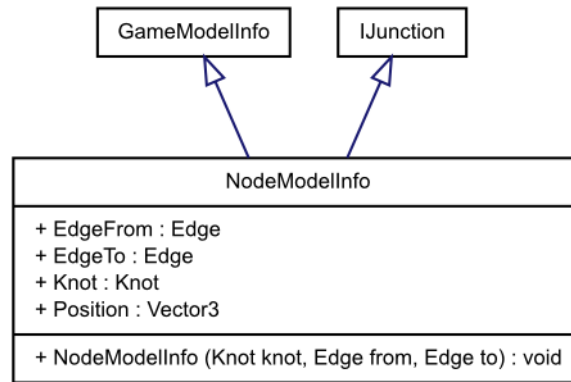 GameModelInfo
IJunction
NodeModelInfo
+ EdgeFrom : Edge
+ EdgeTo : Edge
+ Knot : Knot
+ Position : Vector3
+ NodeModelInfo (Knot knot, Edge from, Edge to) : void